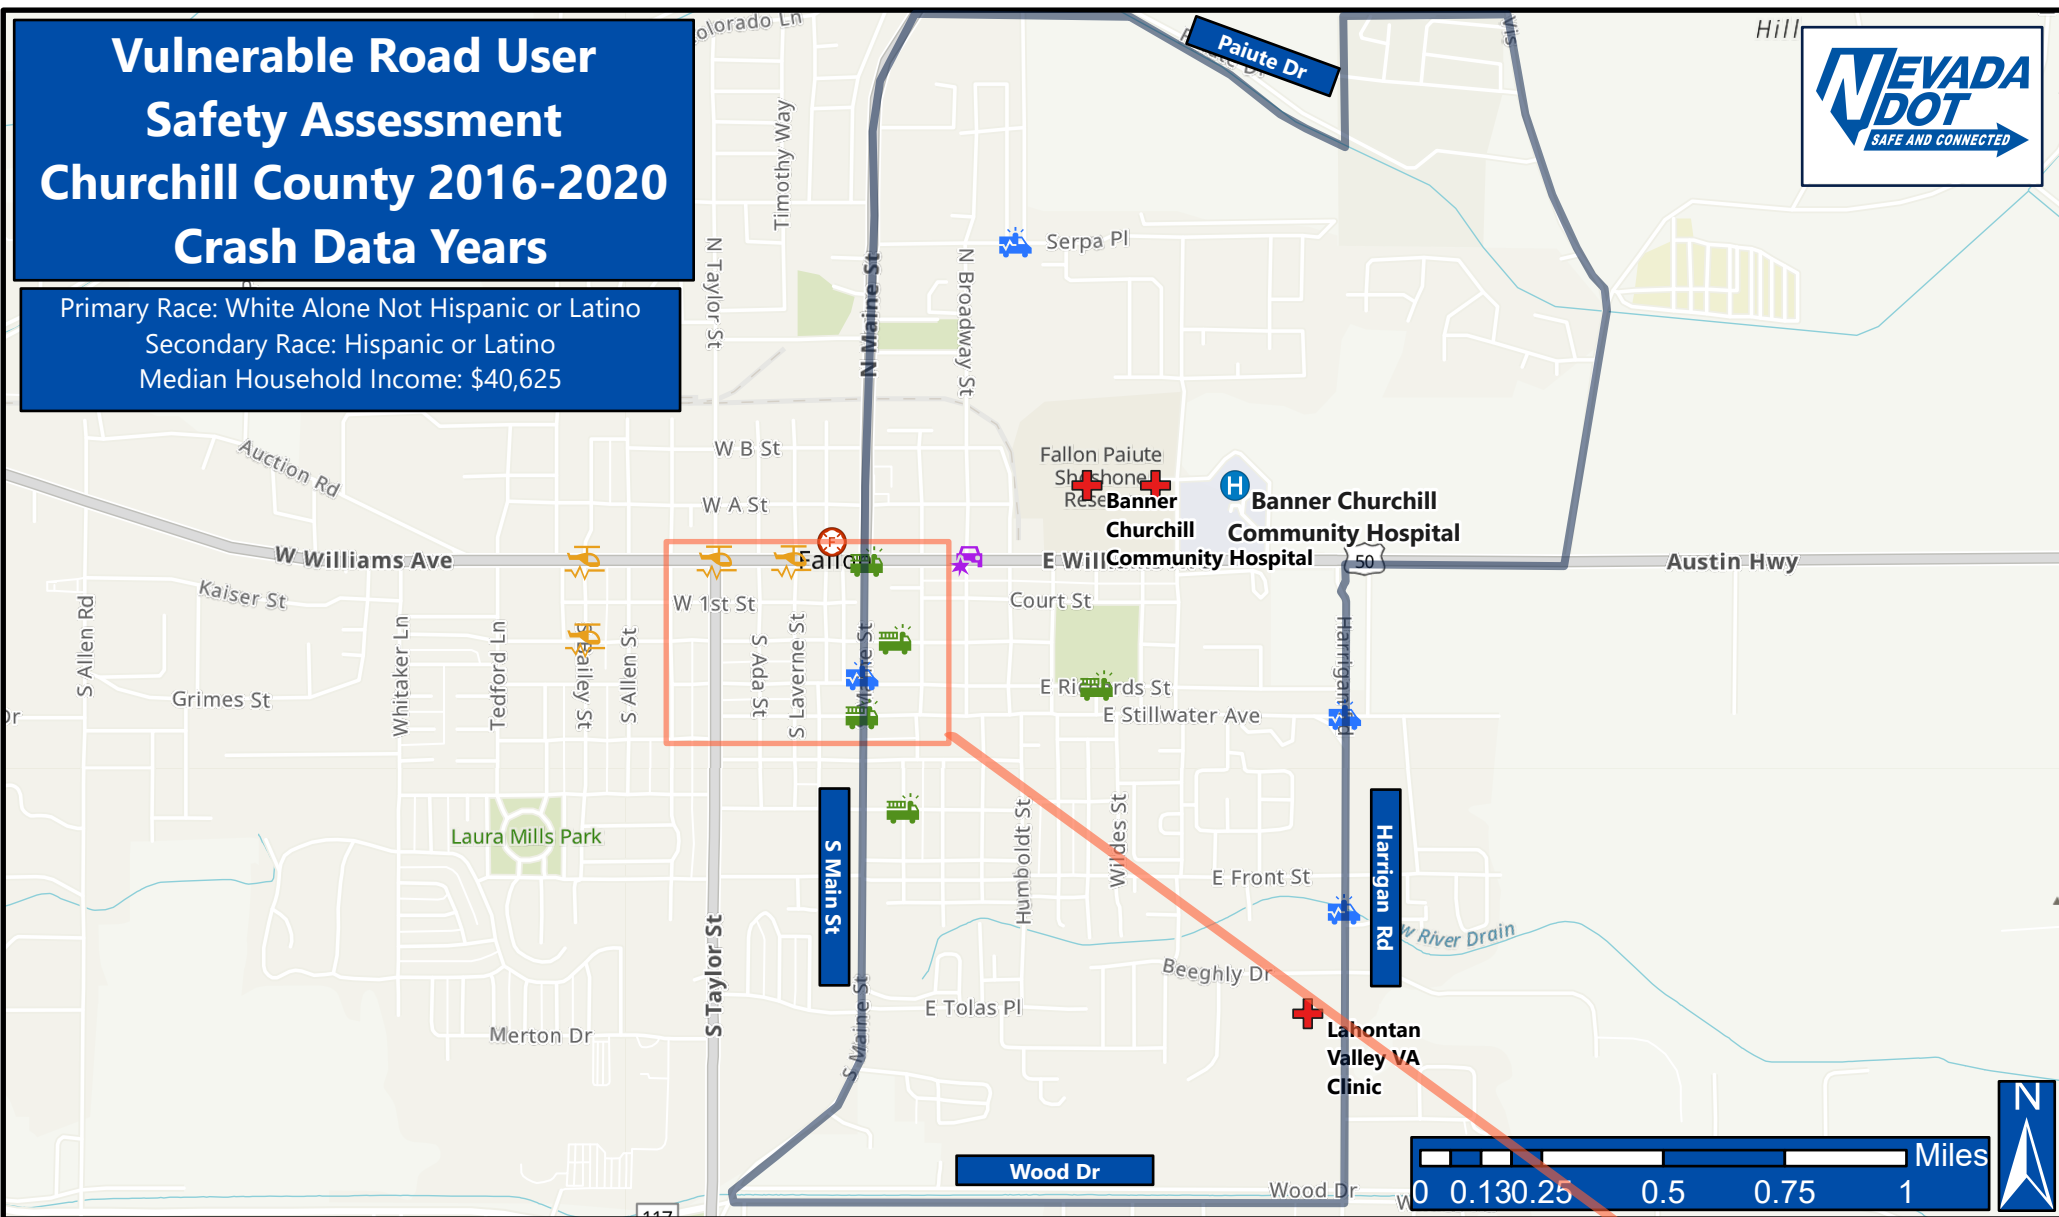 Vulnerable Road User
Safety Assessment
Churchill County 2016-2020
Crash Data Years
Primary Race: White Alone Not Hispanic or Latino
Secondary Race: Hispanic or Latino
Median Household Income: $40,625
NEVADA
DOT
SAFE AND CONNECTED
Paiute Dr
Timothy Way
N Taylor St
N Maine St
N Broadway St
Serpa Pl
Auction Rd
W B St
W A St
Fallon Paiute
Banner
Churchill
Community Hospital
H
Banner Churchill
Community Hospital
W Williams Ave
F
50
Austin Hwy
Kaiser St
W 1st St
Court St
S Allen Rd
Whitaker Ln
Tedford Ln
S Allen St
S Ada St
S Laverne St
Harrigan Rd
Grimes St
E Stillwater Ave
Laura Mills Park
S Main St
Humboldt St
Wildes St
E Front St
Harrigan Rd
River Drain
S Taylor St
S Maine St
Beeghly Dr
E Tolas Pl
Merton Dr
Lahontan
Valley VA
Clinic
Wood Dr
Wood Dr
117
Miles
0 0.13 0.25 0.5 0.75 1
N